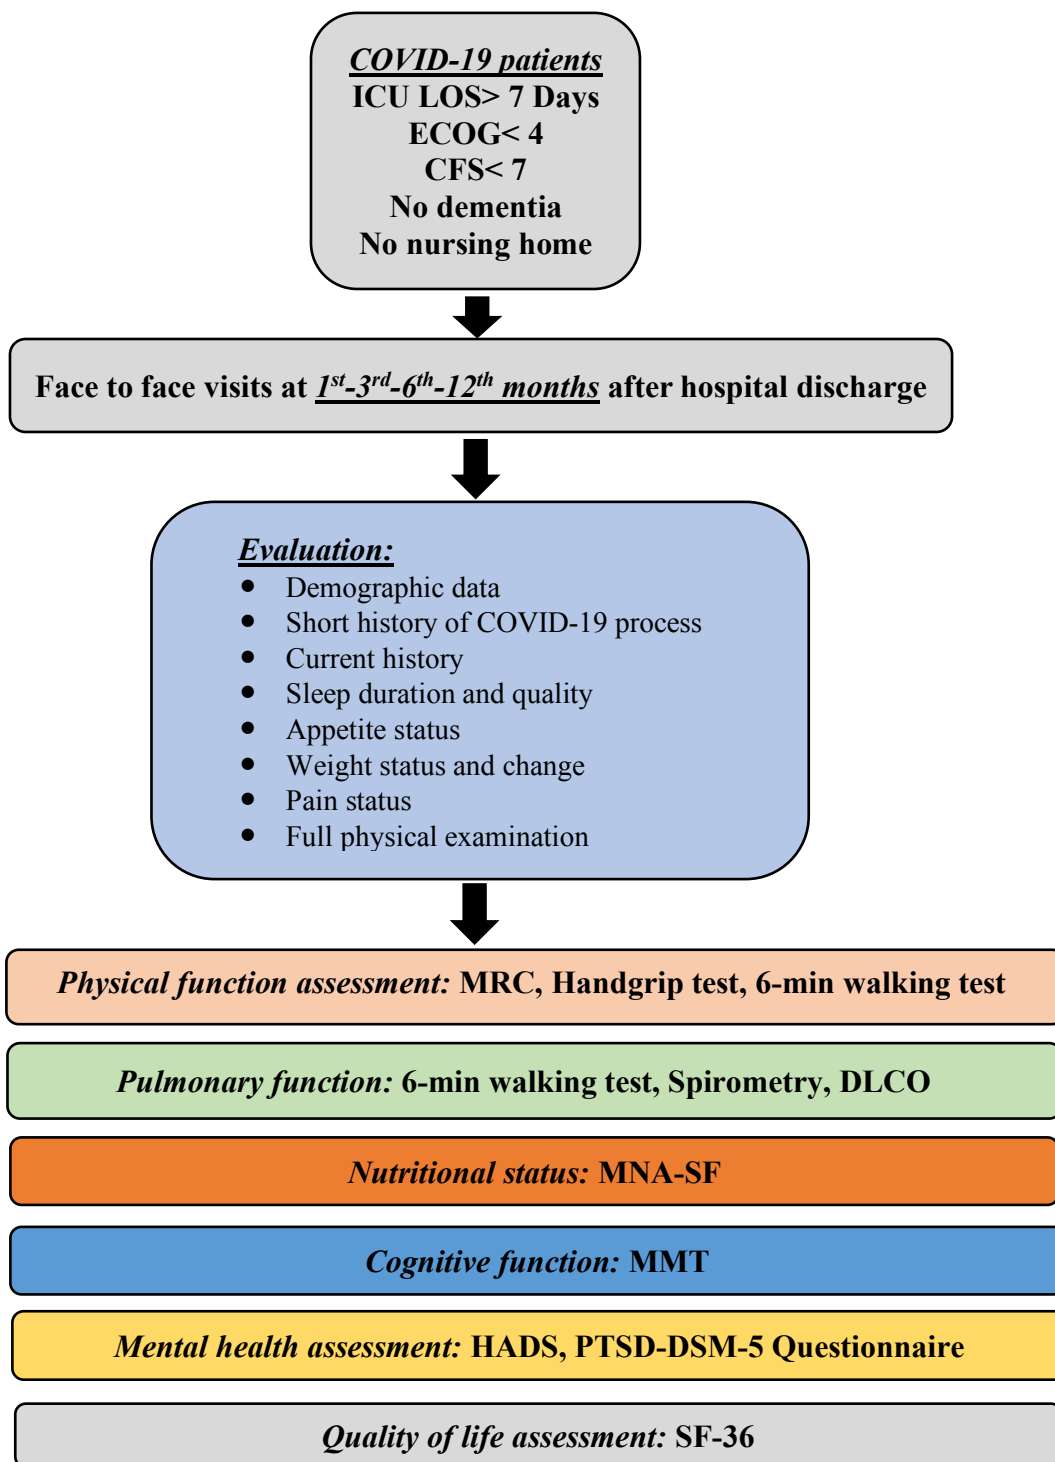 COVID-19 patients
ICU LOS> 7 Days
ECOG< 4
CFS< 7
No dementia
No nursing home
Face to face visits at 1st-3rd-6th-12th months after hospital discharge
Evaluation:
• Demographic data
• Short history of COVID-19 process
• Current history
• Sleep duration and quality
• Appetite status
• Weight status and change
• Pain status
• Full physical examination
Physical function assessment: MRC, Handgrip test, 6-min walking test
Pulmonary function: 6-min walking test, Spirometry, DLCO
Nutritional status: MNA-SF
Cognitive function: MMT
Mental health assessment: HADS, PTSD-DSM-5 Questionnaire
Quality of life assessment: SF-36